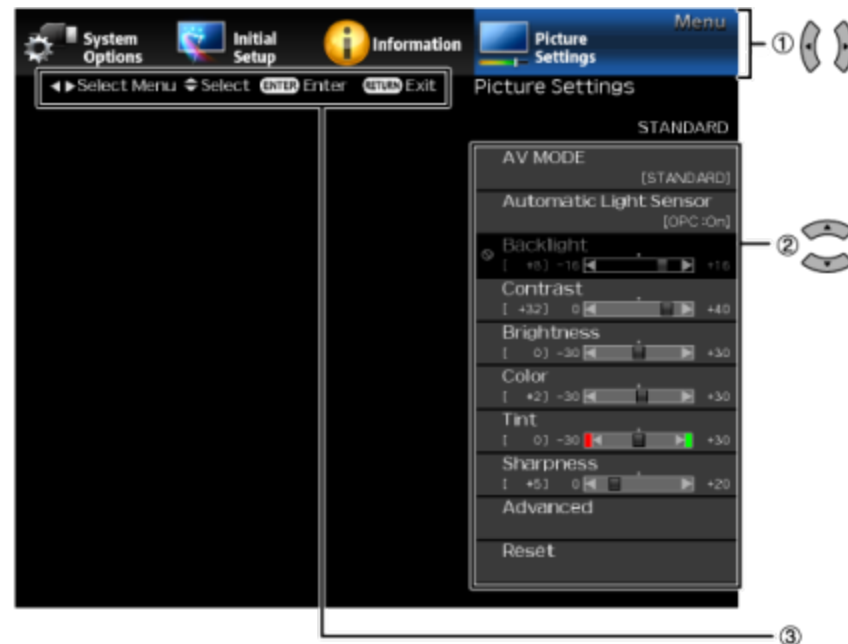 System Options
Initial Setup
Information
Picture Settings
Menu
①
◀▶Select Menu ◆Select ENTER Enter RETURN Exit
Picture Settings
STANDARD
AV MODE
[STANDARD]
Automatic Light Sensor
[OPC :On]
②
Backlight
[ +8] -16 +16
Contrast
[ +32] 0 +40
Brightness
[ 0] -30 +30
Color
[ +2] -30 +30
Tint
[ 0] -30 +30
Sharpness
[ +5] 0 +20
Advanced
Reset
③